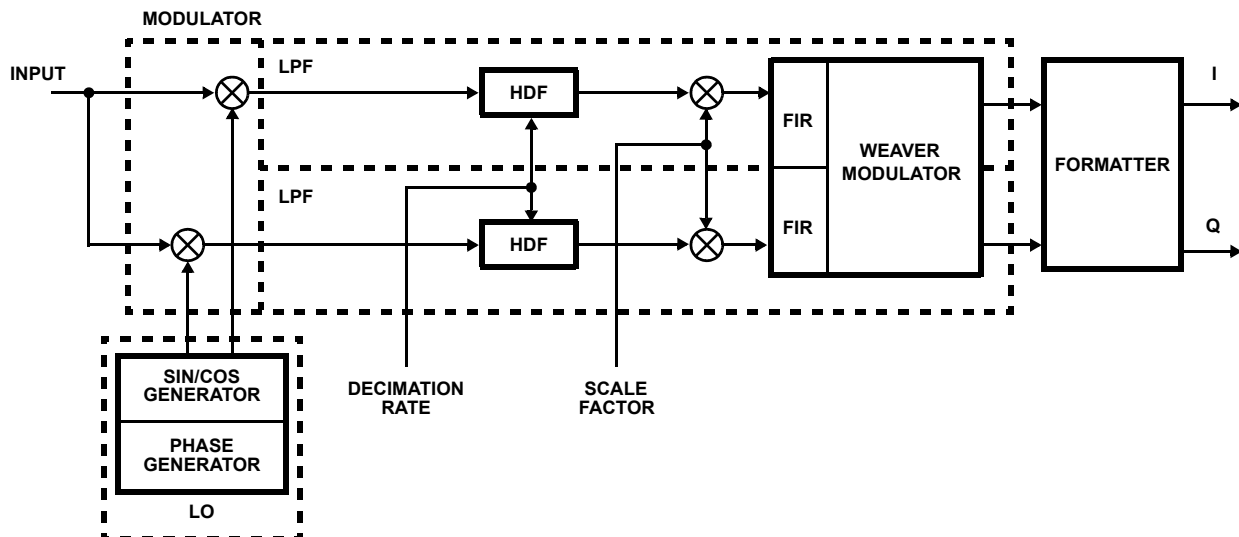 MODULATOR
INPUT
LPF
HDF
I
FIR
WEAVER
MODULATOR
FORMATTER
LPF
HDF
FIR
Q
SIN/COS
GENERATOR
DECIMATION
RATE
SCALE
FACTOR
PHASE
GENERATOR
LO